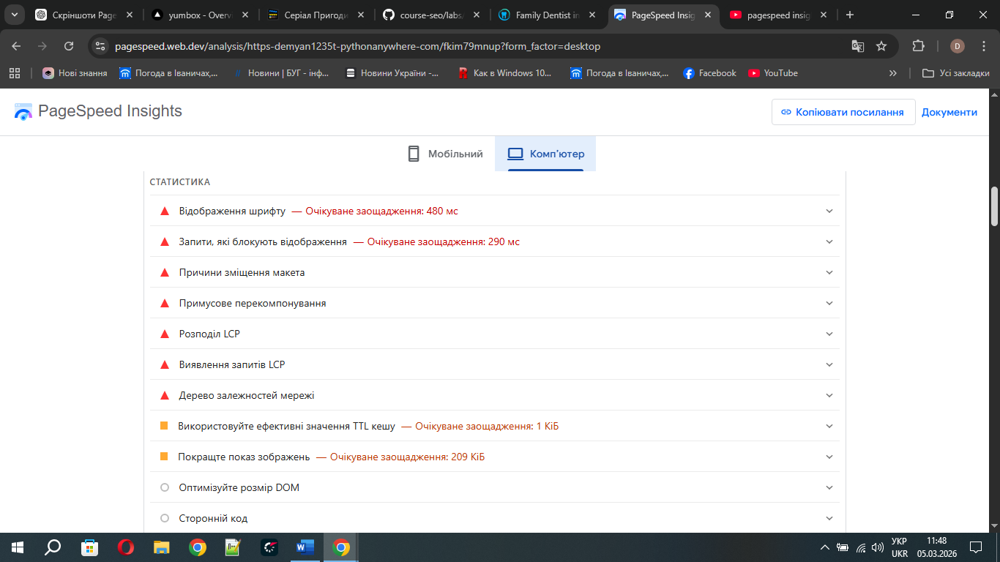 Скріншоти Page
yumbox - Overv
Серіал Пригоди
course-seo/labs
Family Dentist in
PageSpeed Insig
pagespeed insig
pagespeed.web.dev/analysis/https-demyan1235t-pythonanywhere-com/fkim79mnup?form_factor=desktop
D
Нові знання
Погода в Іваничах,...
Новини | БУГ - інф...
Новини України -...
Как в Windows 10...
Погода в Іваничах,...
Facebook
YouTube
Усі закладки
PageSpeed Insights
Копіювати посилання
Документи
Мобільний
Комп'ютер
СТАТИСТИКА
Відображення шрифту — Очікуване заощадження: 480 мс
Запити, які блокують відображення — Очікуване заощадження: 290 мс
Причини зміщення макета
Примусове перекомпонування
Розподіл LCP
Виявлення запитів LCP
Дерево залежностей мережі
Використовуйте ефективні значення TTL кешу — Очікуване заощадження: 1 КіБ
Покращте показ зображень — Очікуване заощадження: 209 КіБ
Оптимізуйте розмір DOM
Сторонній код
УКР
UKR
11:48
05.03.2026